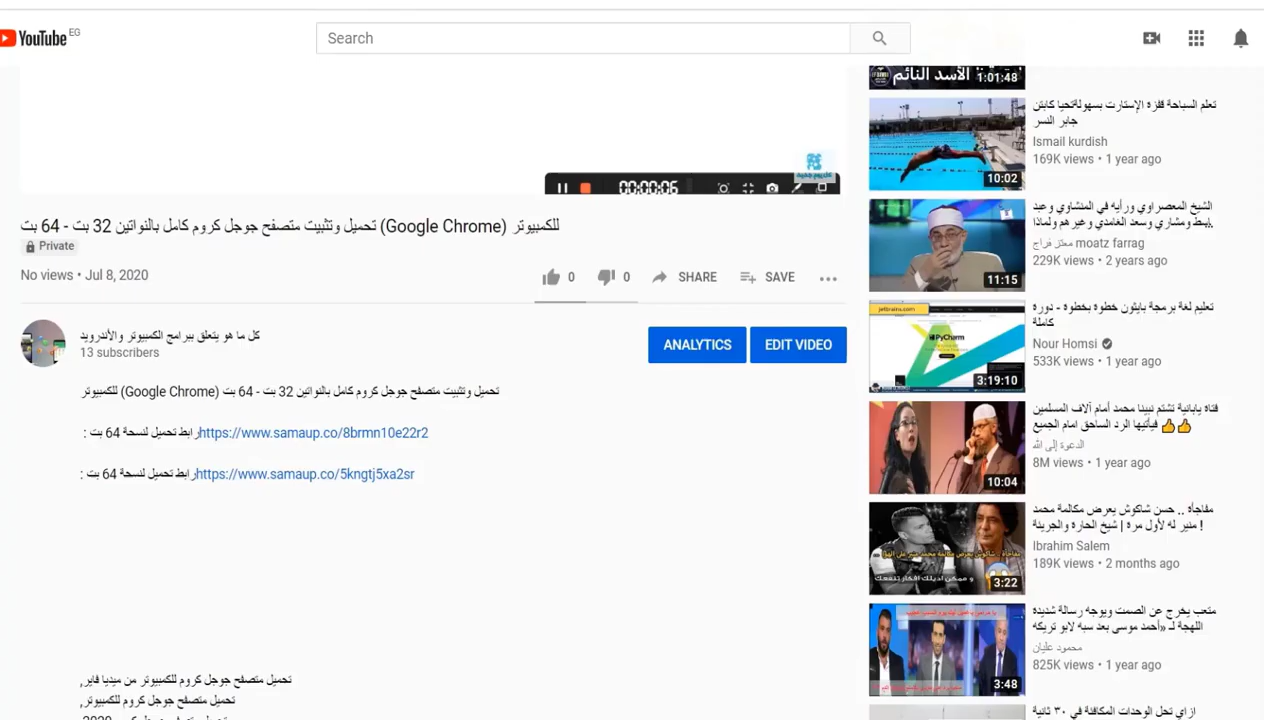 YouTube EG
Search
00:00:06
تحميل وتثبيت متصفح جوجل كروم كامل بالنواتين 32 بت - 64 بت (Google Chrome) للكمبيوتر
Private
No views • Jul 8, 2020
0
0
SHARE
SAVE
كل ما هو يتعلق ببرامج الكمبيوتر والأندرويد
13 subscribers
ANALYTICS
EDIT VIDEO
تحميل وتثبيت متصفح جوجل كروم كامل بالنواتين 32 بت - 64 بت (Google Chrome) للكمبيوتر
رابط تحميل لنسحة 64 بت : https://www.samaup.co/8brmn10e22r2
رابط تحميل لنسحة 64 بت : https://www.samaup.co/5kngtj5xa2sr
تحميل متصفح جوجل كروم للكمبيوتر من ميديا فاير,
تحميل متصفح جوجل كروم للكمبيوتر,
الأسد النائم
1:01:48
تعلم السباحة قفزه الإستارت بسهولةتحيا كابتن
جابر النسر
Ismail kurdish
169K views • 1 year ago
10:02
الشيخ المعصراوي ورأيه في المنشاوي وعبد
ومشاري وسعد الغامدي وغيرهم ولماذا
معتز فراج moatz farrag
229K views • 2 years ago
11:15
تعليم لغة برمجة بايثون خطوة بخطوه - دورة
كاملة
Nour Homsi
533K views • 1 year ago
jetbrains.com
PyCharm
3:19:10
فتاه يابانية تشتم نبينا محمد أمام آلاف المسلمين
فيأتيها الرد الساحق امام الجميع 👍👍
الدعوة إلى الله
8M views • 1 year ago
10:04
مفاجأة .. حسن شاكوش يعرض مكالمة محمد
منير له لأول مرة | شيخ الحارة والجريئة !
Ibrahim Salem
189K views • 2 months ago
3:22
متعب يخرج عن الصمت ويوجه رسالة شديدة
اللهجة لـ «أحمد موسى بعد سبه لابو تريكه
محمود عليان
825K views • 1 year ago
3:48
ازاي تحل الوحدات المكافئة في ٣٠ ثانية